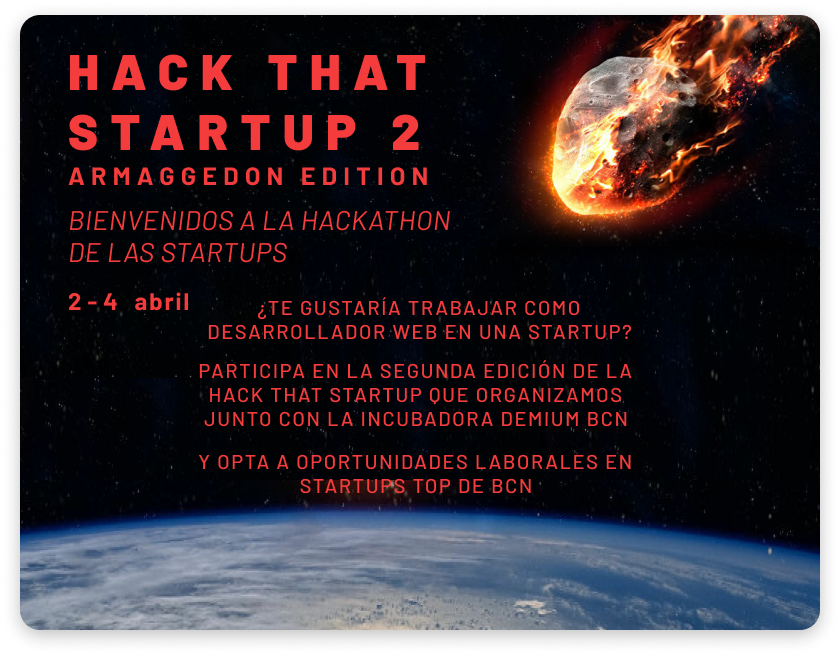 HACK THAT
STARTUP 2
ARMAGGEDON EDITION
BIENVENIDOS A LA HACKATHON
DE LAS STARTUPS
2-4 abril
¿TE GUSTARÍA TRABAJAR COMO
DESARROLLADOR WEB EN UNA STARTUP?
PARTICIPA EN LA SEGUNDA EDICIÓN DE LA
HACK THAT STARTUP QUE ORGANIZAMOS
JUNTO CON LA INCUBADORA DEMIUM BCN
Y OPTA A OPORTUNIDADES LABORALES EN
STARTUPS TOP DE BCN